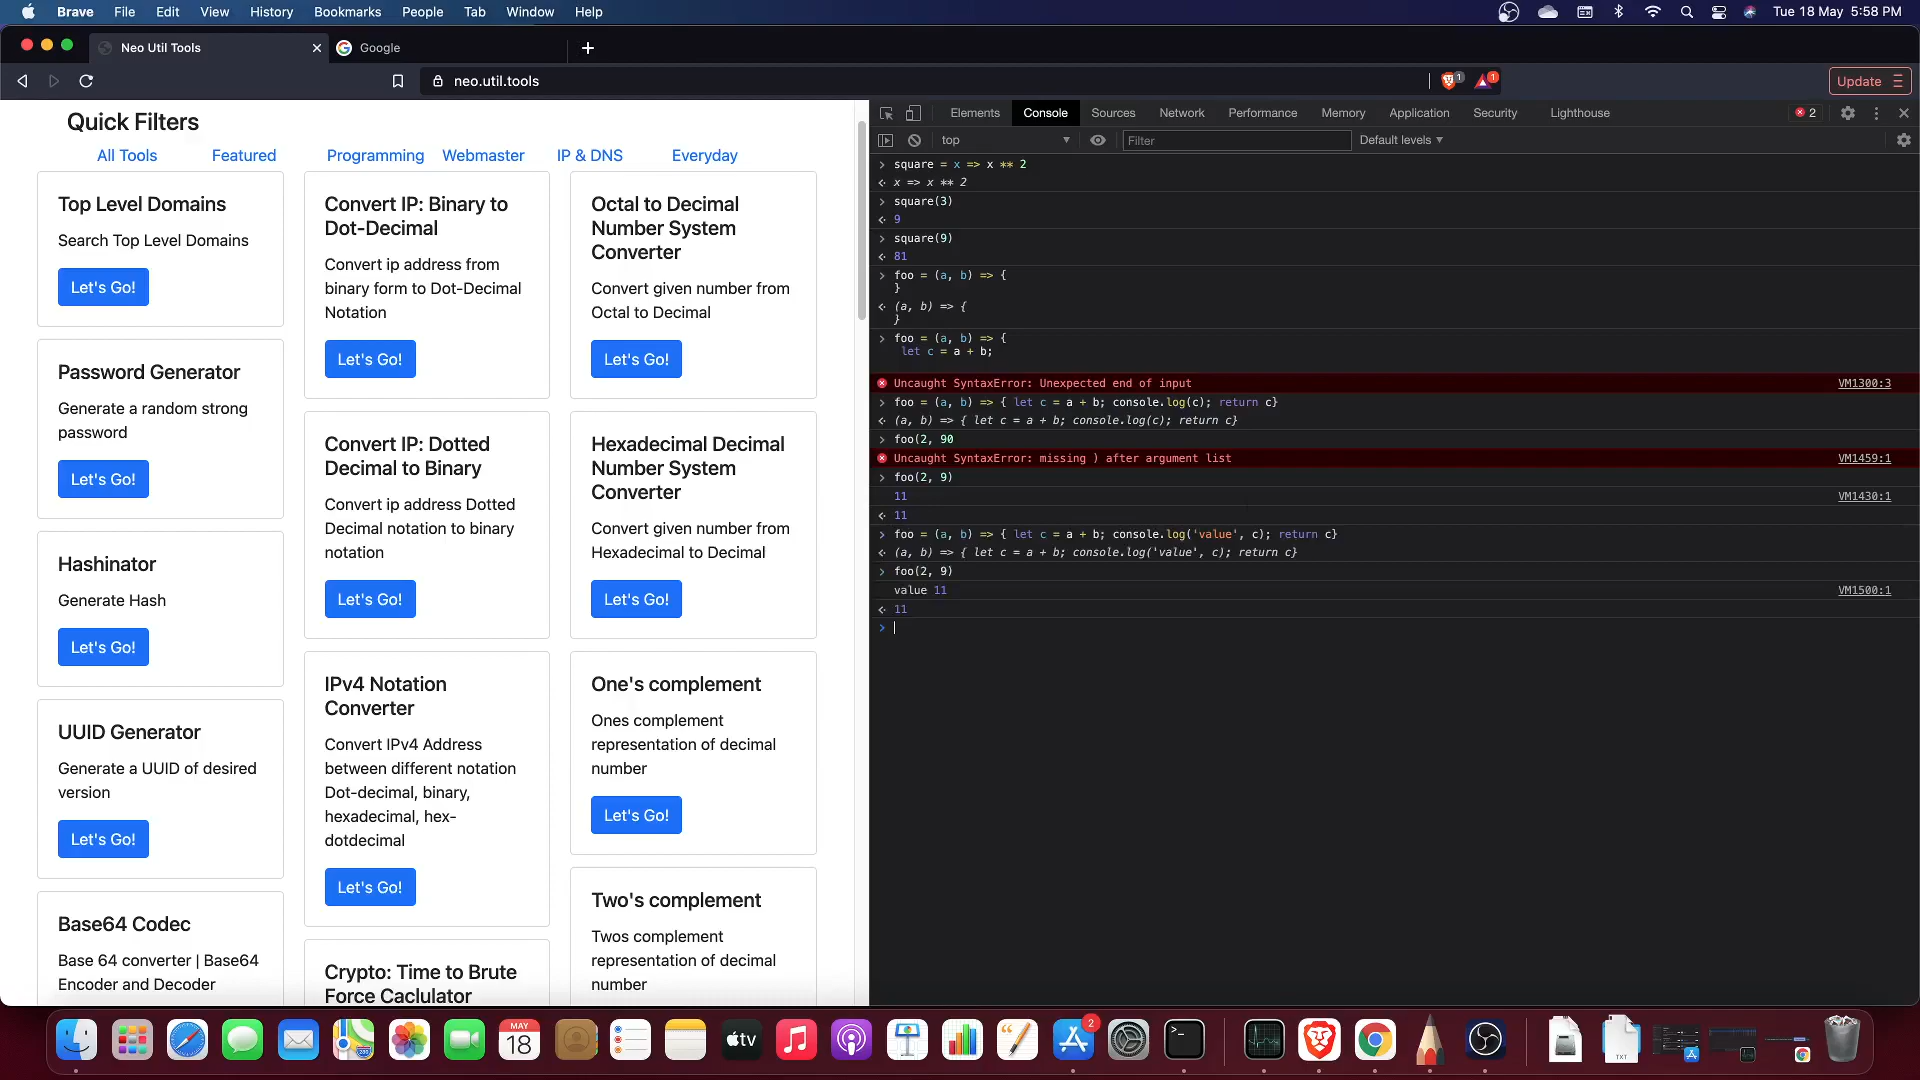 Brave File Edit View History Bookmarks People Tab Window Help Tue 18 May 5:58 PM
Neo Util Tools Google
neo.util.tools 1 1 Update
Quick Filters
All Tools Featured Programming Webmaster IP & DNS Everyday
Top Level Domains
Search Top Level Domains
Let's Go!
Password Generator
Generate a random strong
password
Let's Go!
Hashinator
Generate Hash
Let's Go!
UUID Generator
Generate a UUID of desired
version
Let's Go!
Base64 Codec
Base 64 converter | Base64
Encoder and Decoder
Convert IP: Binary to
Dot-Decimal
Convert ip address from
binary form to Dot-Decimal
Notation
Let's Go!
Convert IP: Dotted
Decimal to Binary
Convert ip address Dotted
Decimal notation to binary
notation
Let's Go!
IPv4 Notation
Converter
Convert IPv4 Address
between different notation
Dot-decimal, binary,
hexadecimal, hex-
dotdecimal
Let's Go!
Crypto: Time to Brute
Force Caclulator
Octal to Decimal
Number System
Converter
Convert given number from
Octal to Decimal
Let's Go!
Hexadecimal Decimal
Number System
Converter
Convert given number from
Hexadecimal to Decimal
Let's Go!
One's complement
Ones complement
representation of decimal
number
Let's Go!
Two's complement
Twos complement
representation of decimal
number
Elements Console Sources Network Performance Memory Application Security Lighthouse 2
top Filter Default levels
square = x => x ** 2
x => x ** 2
square(3)
9
square(9)
81
foo = (a, b) => {
}
(a, b) => {
}
foo = (a, b) => {
let c = a + b;
Uncaught SyntaxError: Unexpected end of input VM1300:3
foo = (a, b) => { let c = a + b; console.log(c); return c}
(a, b) => { let c = a + b; console.log(c); return c}
foo(2, 90
Uncaught SyntaxError: missing ) after argument list VM1459:1
foo(2, 9)
11 VM1430:1
11
foo = (a, b) => { let c = a + b; console.log('value', c); return c}
(a, b) => { let c = a + b; console.log('value', c); return c}
foo(2, 9)
value 11 VM1500:1
11
MAY
18
tv
2
TXT